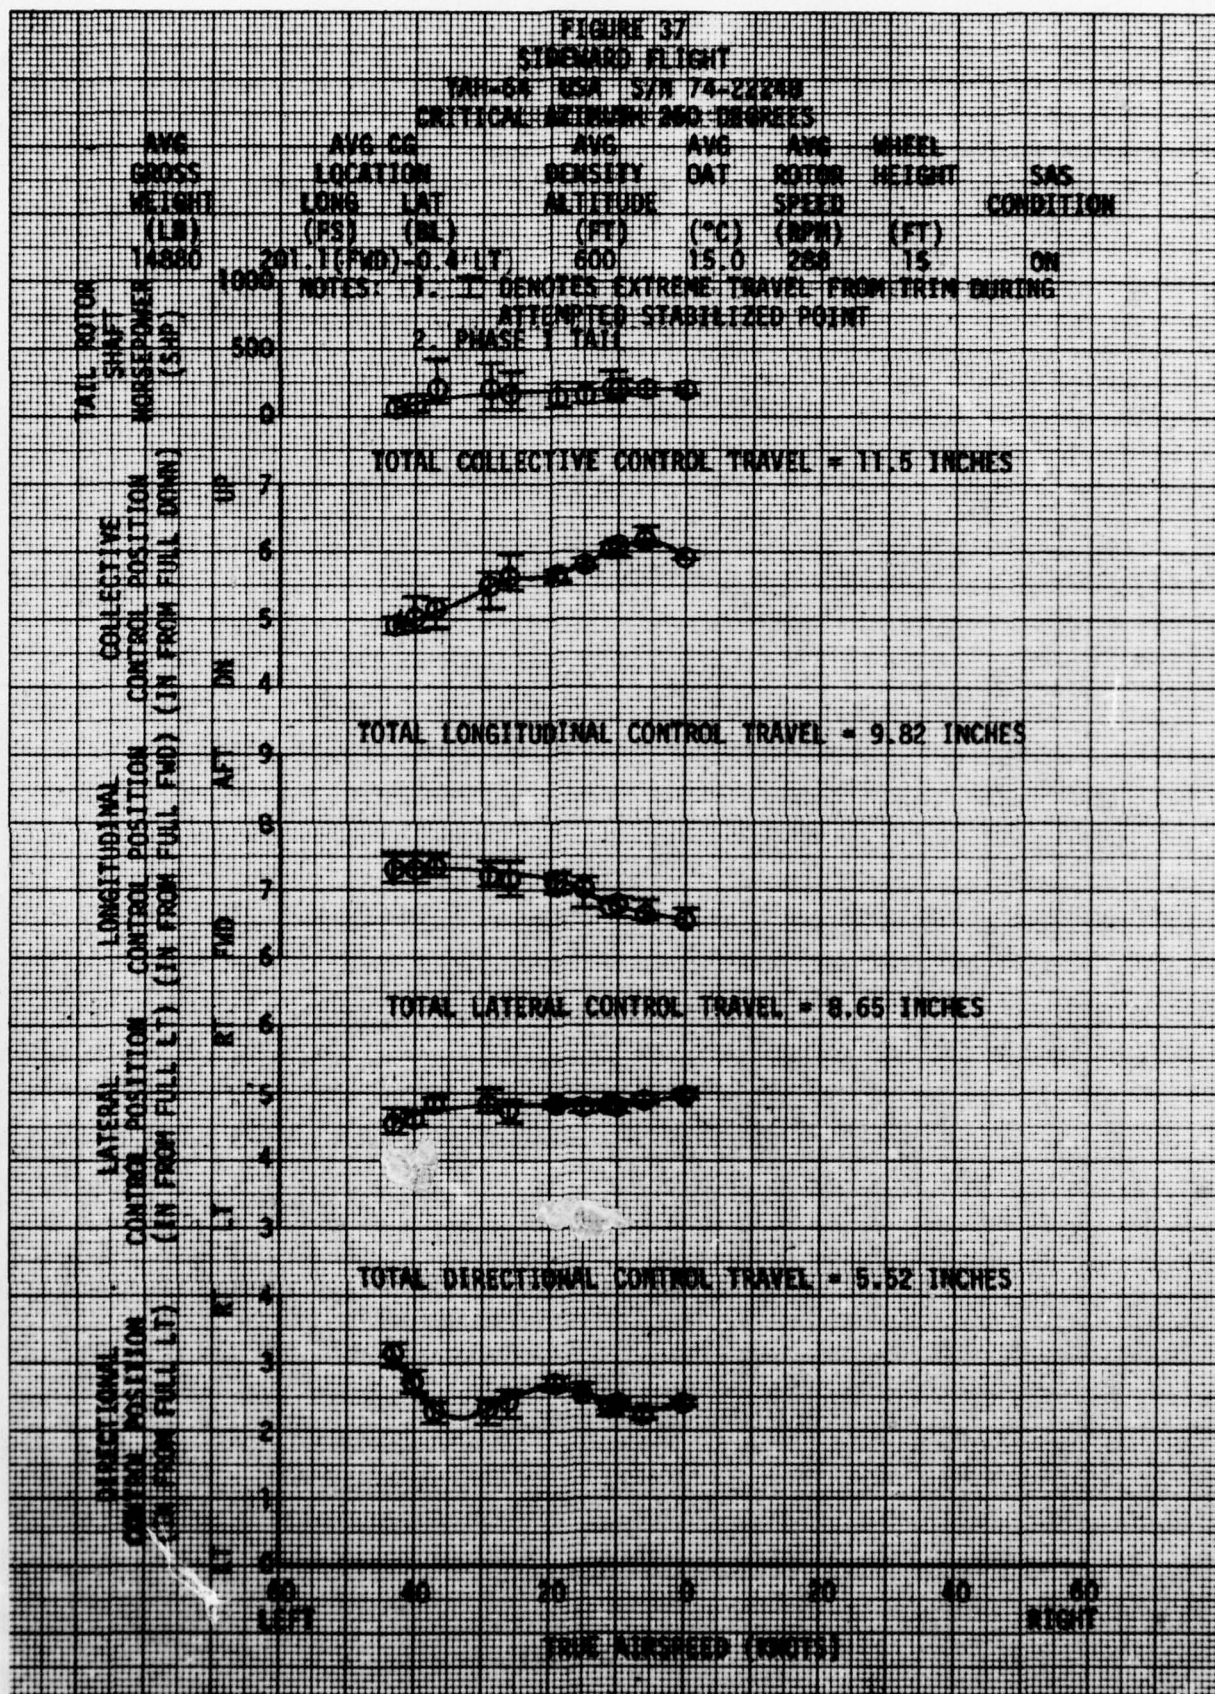 FIGURE 37
SIDEWARD FLIGHT
YAH-64 USA S/N 74-22248
CRITICAL AZIMUTH 250 DEGREES
AVG GROSS WEIGHT (LB)
AVG CG LOCATION
LONG (FS)
LAT (BL)
AVG DENSITY ALTITUDE (FT)
AVG OAT (°C)
AVG ROTOR SPEED (RPM)
WHEEL HEIGHT (FT)
SAS CONDITION
14880 201.1(FWD) -0.4 LT 600 15.0 288 15 ON
NOTES: 1. I DENOTES EXTREME TRAVEL FROM TRIM DURING
ATTEMPTED STABILIZED POINT
2. PHASE 1 TAIL
TAIL ROTOR
SHAFT
HORSEPOWER
(SHP)
1000
500
0
TOTAL COLLECTIVE CONTROL TRAVEL = 11.5 INCHES
COLLECTIVE
CONTROL POSITION
(IN FROM FULL DOWN)
DN UP
7
6
5
4
TOTAL LONGITUDINAL CONTROL TRAVEL = 9.82 INCHES
LONGITUDINAL
CONTROL POSITION
(IN FROM FULL FWD)
FWD AFT
9
8
7
6
TOTAL LATERAL CONTROL TRAVEL = 8.65 INCHES
LATERAL
CONTROL POSITION
(IN FROM FULL LT)
LT RT
6
5
4
3
TOTAL DIRECTIONAL CONTROL TRAVEL = 5.52 INCHES
DIRECTIONAL
CONTROL POSITION
(IN FROM FULL LT)
LT RT
4
3
2
1
0
60 40 20 0 20 40 60
LEFT RIGHT
TRUE AIRSPEED (KNOTS)